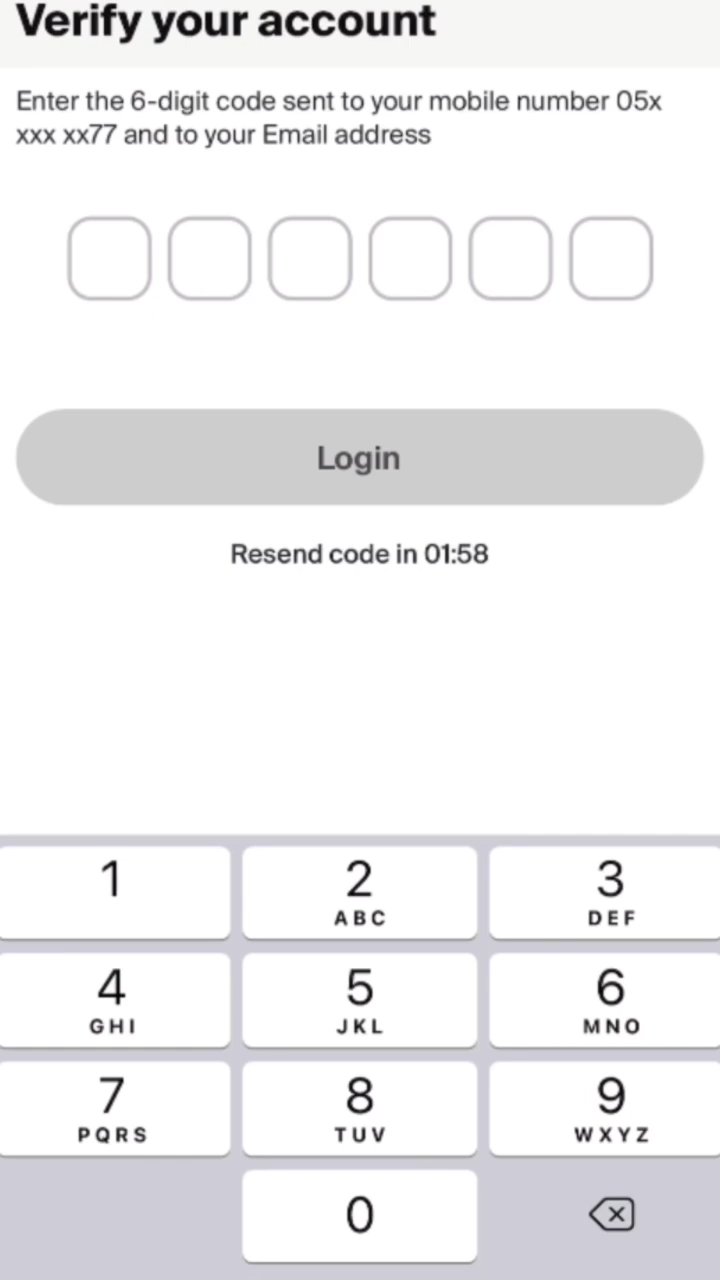 Verify your account
Enter the 6-digit code sent to your mobile number 05x
xxx xx77 and to your Email address
Login
Resend code in 01:58
1 2 3
ABC DEF
4 5 6
GHI JKL MNO
7 8 9
PQRS TUV WXYZ
0